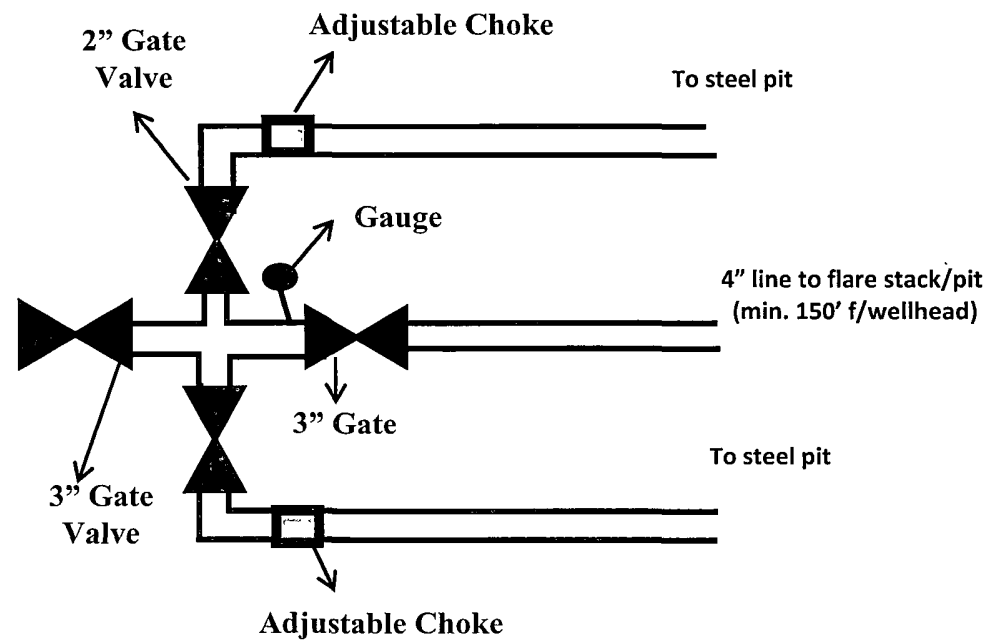 Adjustable Choke
2” Gate
Valve
To steel pit
Gauge
4” line to flare stack/pit
(min. 150’ f/wellhead)
3” Gate
To steel pit
3” Gate
Valve
Adjustable Choke